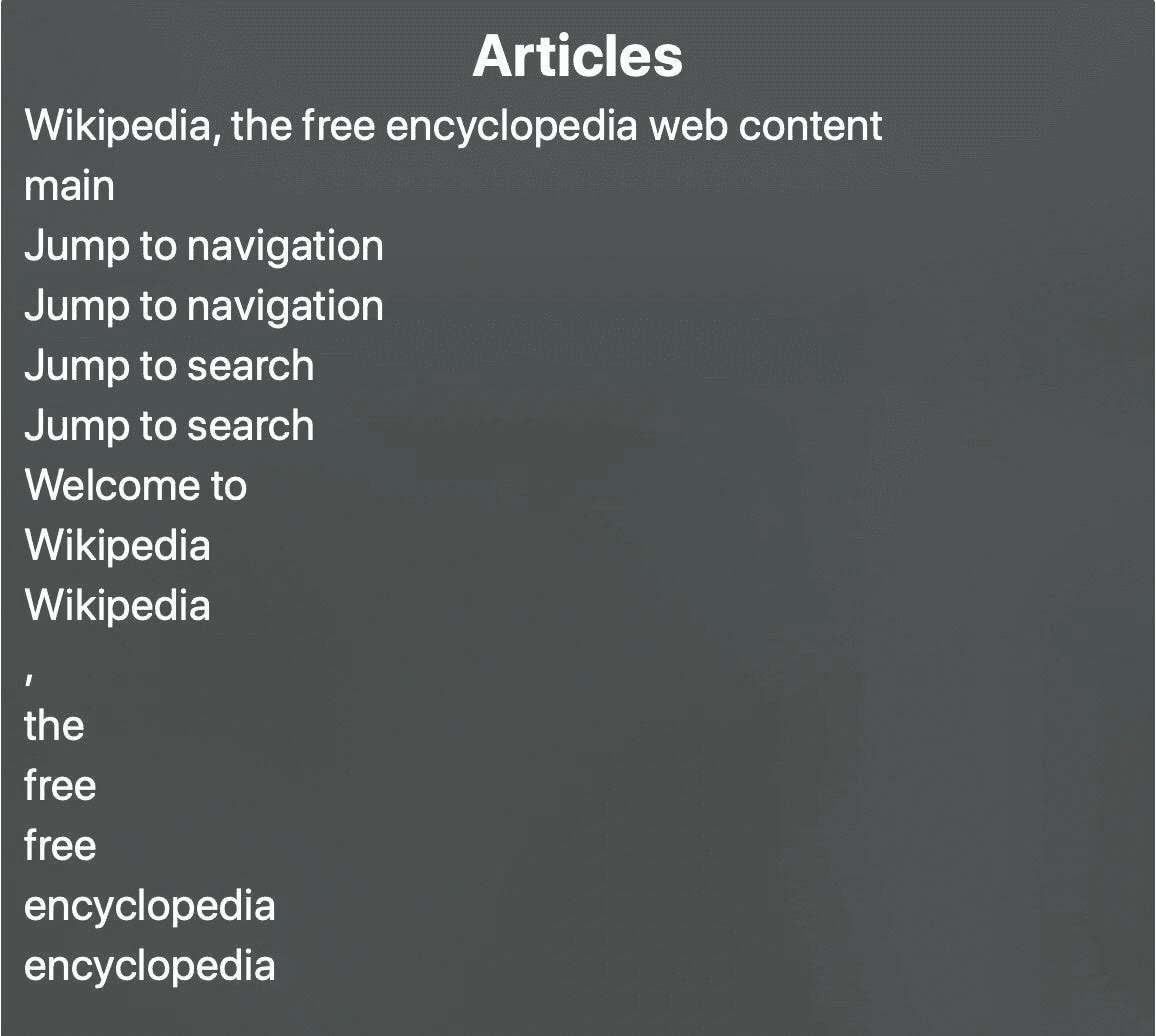 Articles
Wikipedia, the free encyclopedia web content
main
Jump to navigation
Jump to navigation
Jump to search
Jump to search
Welcome to
Wikipedia
Wikipedia
,
the
free
free
encyclopedia
encyclopedia